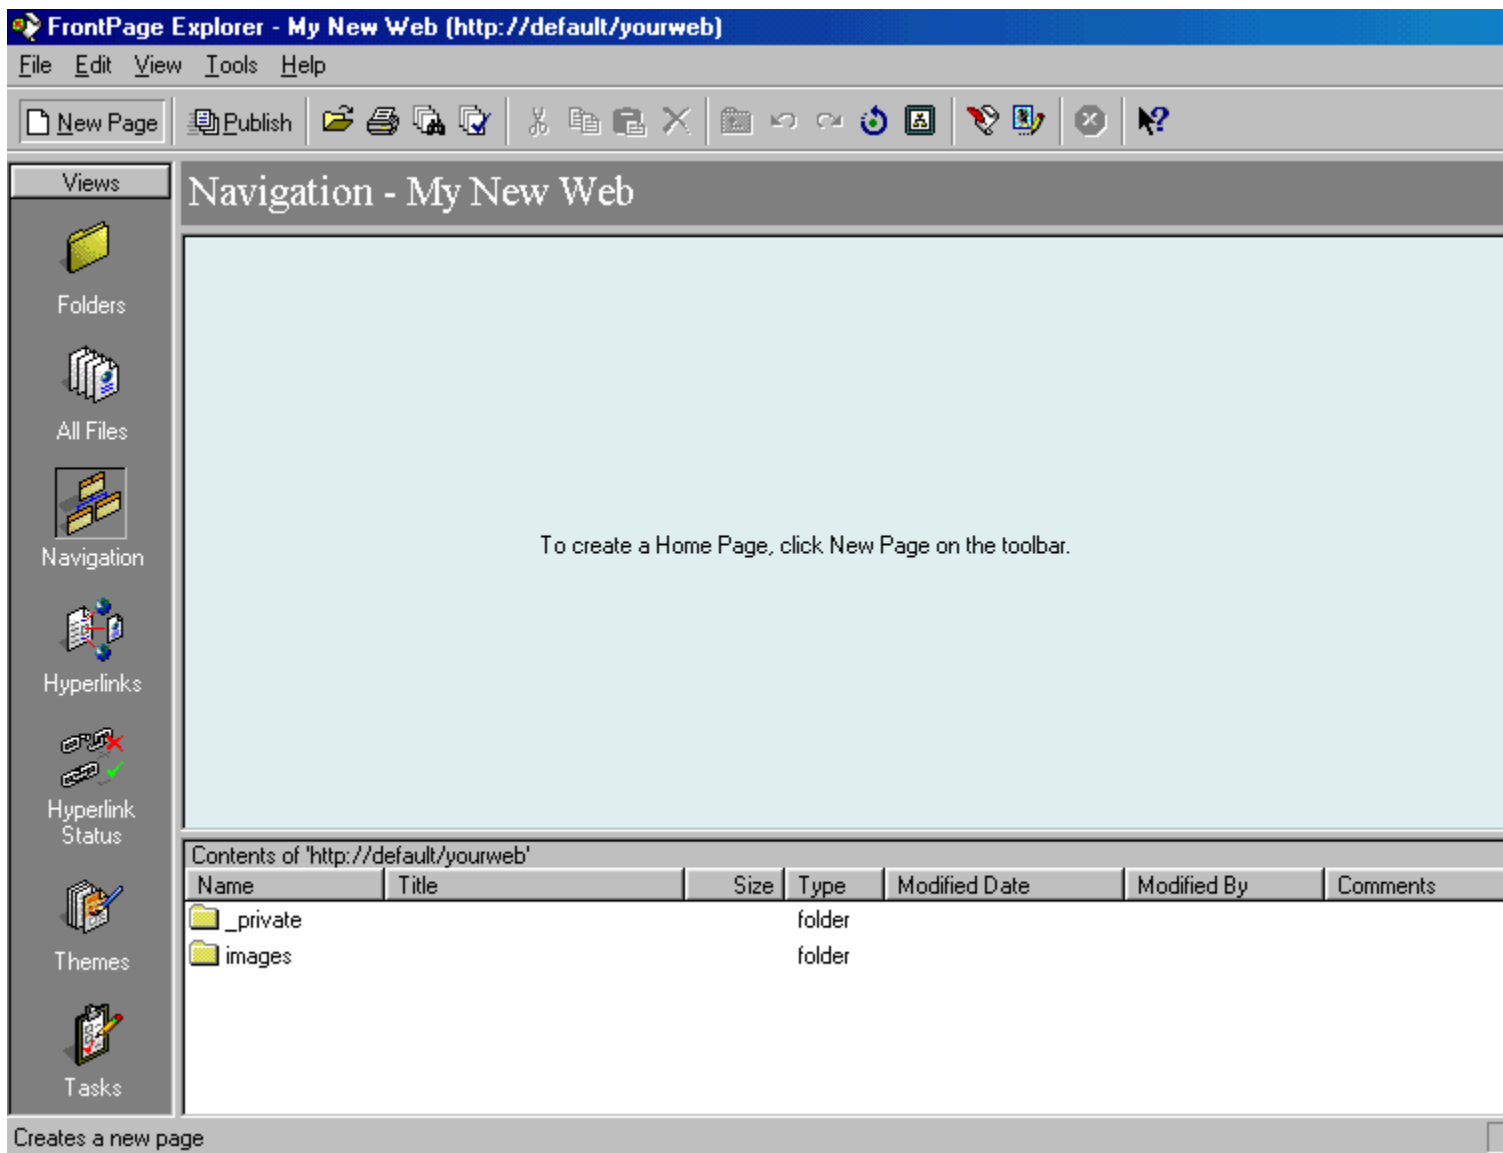 FrontPage Explorer - My New Web (http://default/yourweb)
File Edit View Tools Help
New Page Publish
Views
Navigation - My New Web
Folders
All Files
Navigation
Hyperlinks
Hyperlink
Status
Themes
Tasks
To create a Home Page, click New Page on the toolbar.
Contents of 'http://default/yourweb'
Name Title Size Type Modified Date Modified By Comments
_private folder
images folder
Creates a new page